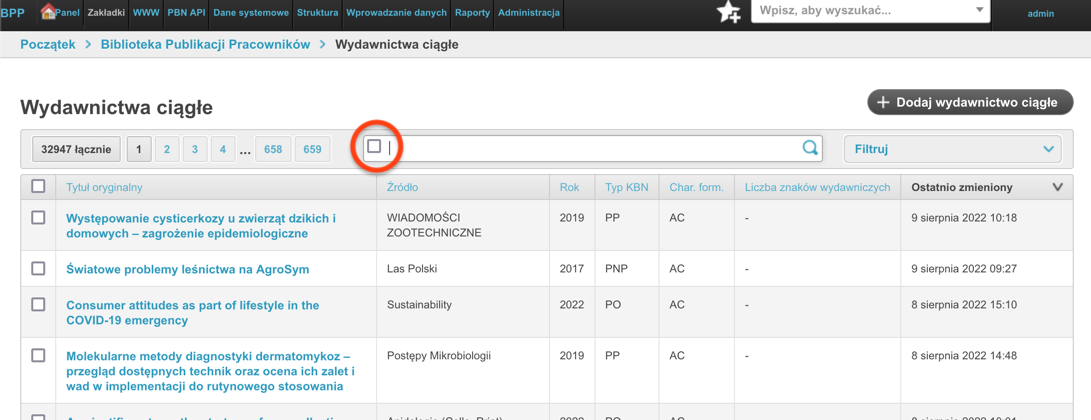 BPP Panel Zakładki WWW PBN API Dane systemowe Struktura Wprowadzanie danych Raporty Administracja Wpisz, aby wyszukać... admin
Początek > Biblioteka Publikacji Pracowników > Wydawnictwa ciągłe
Wydawnictwa ciągłe
+ Dodaj wydawnictwo ciągłe
32947 łącznie 1 2 3 4 ... 658 659 Filtruj
Tytuł oryginalny Źródło Rok Typ KBN Char. form. Liczba znaków wydawniczych Ostatnio zmieniony
Występowanie cysticerkozy u zwierząt dzikich i
domowych – zagrożenie epidemiologiczne
WIADOMOŚCI
ZOOTECHNICZNE
2019 PP AC - 9 sierpnia 2022 10:18
Światowe problemy leśnictwa na AgroSym Las Polski 2017 PNP AC - 9 sierpnia 2022 09:27
Consumer attitudes as part of lifestyle in the
COVID-19 emergency
Sustainability 2022 PO AC - 8 sierpnia 2022 15:10
Molekularne metody diagnostyki dermatomykoz –
przegląd dostępnych technik oraz ocena ich zalet i
wad w implementacji do rutynowego stosowania
Postępy Mikrobiologii 2019 PP AC - 8 sierpnia 2022 14:48